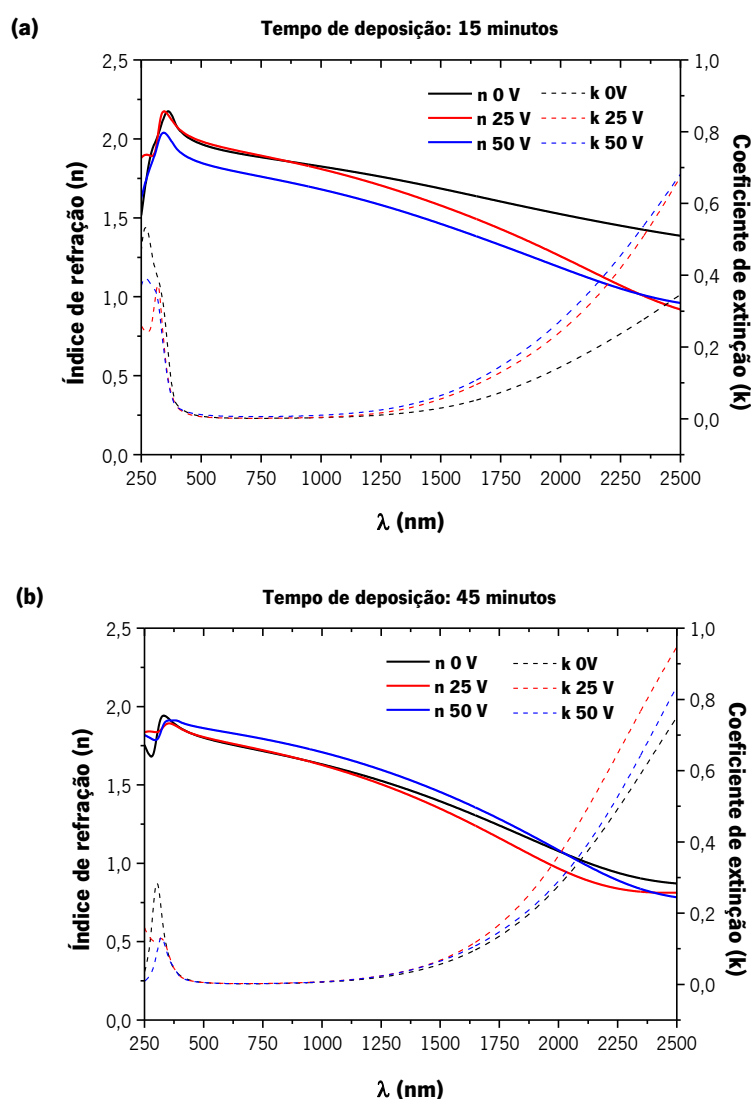 (a)
Tempo de deposição: 15 minutos
2,5
2,0
1,5
1,0
0,5
0,0
Índice de refração (n)
n 0 V
n 25 V
n 50 V
k 0V
k 25 V
k 50 V
1,0
0,8
0,6
0,4
0,2
0,0
Coeficiente de extinção (k)
250 500 750 1000 1250 1500 1750 2000 2250 2500
λ (nm)
(b)
Tempo de deposição: 45 minutos
2,5
2,0
1,5
1,0
0,5
0,0
Índice de refração (n)
n 0 V
n 25 V
n 50 V
k 0V
k 25 V
k 50 V
1,0
0,8
0,6
0,4
0,2
0,0
Coeficiente de extinção (k)
250 500 750 1000 1250 1500 1750 2000 2250 2500
λ (nm)